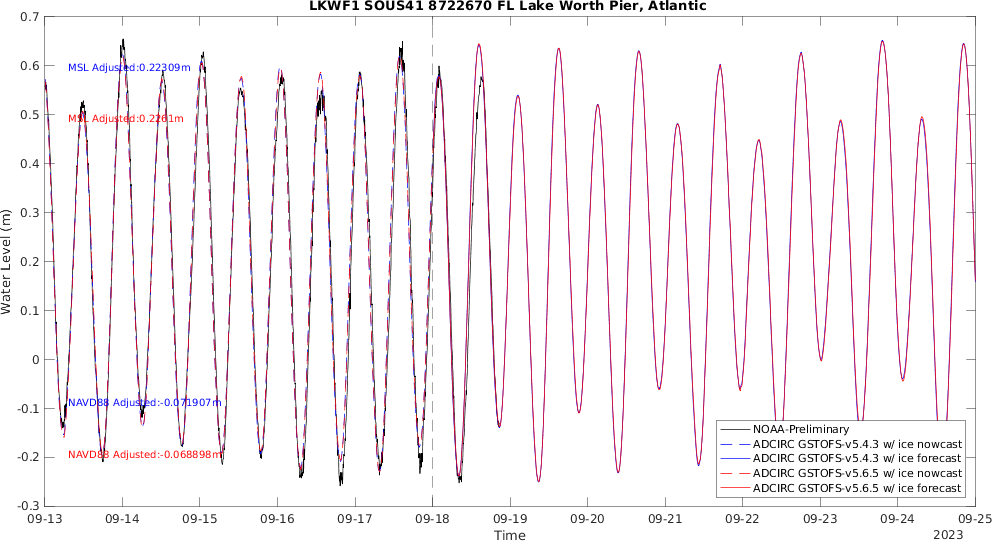 LKWF1 SOUS41 8722670 FL Lake Worth Pier, Atlantic
0.7
0.6
0.5
0.4
0.3
0.2
0.1
0
-0.1
-0.2
-0.3
Water Level (m)
MSL Adjusted:0.22309m
MSL Adjusted:0.2261m
NAVD88 Adjusted:-0.071907m
NAVD88 Adjusted:-0.068898m
NOAA-Preliminary
ADCIRC GSTOFS-v5.4.3 w/ ice nowcast
ADCIRC GSTOFS-v5.4.3 w/ ice forecast
ADCIRC GSTOFS-v5.6.5 w/ ice nowcast
ADCIRC GSTOFS-v5.6.5 w/ ice forecast
09-13 09-14 09-15 09-16 09-17 09-18 09-19 09-20 09-21 09-22 09-23 09-24 09-25
Time
2023